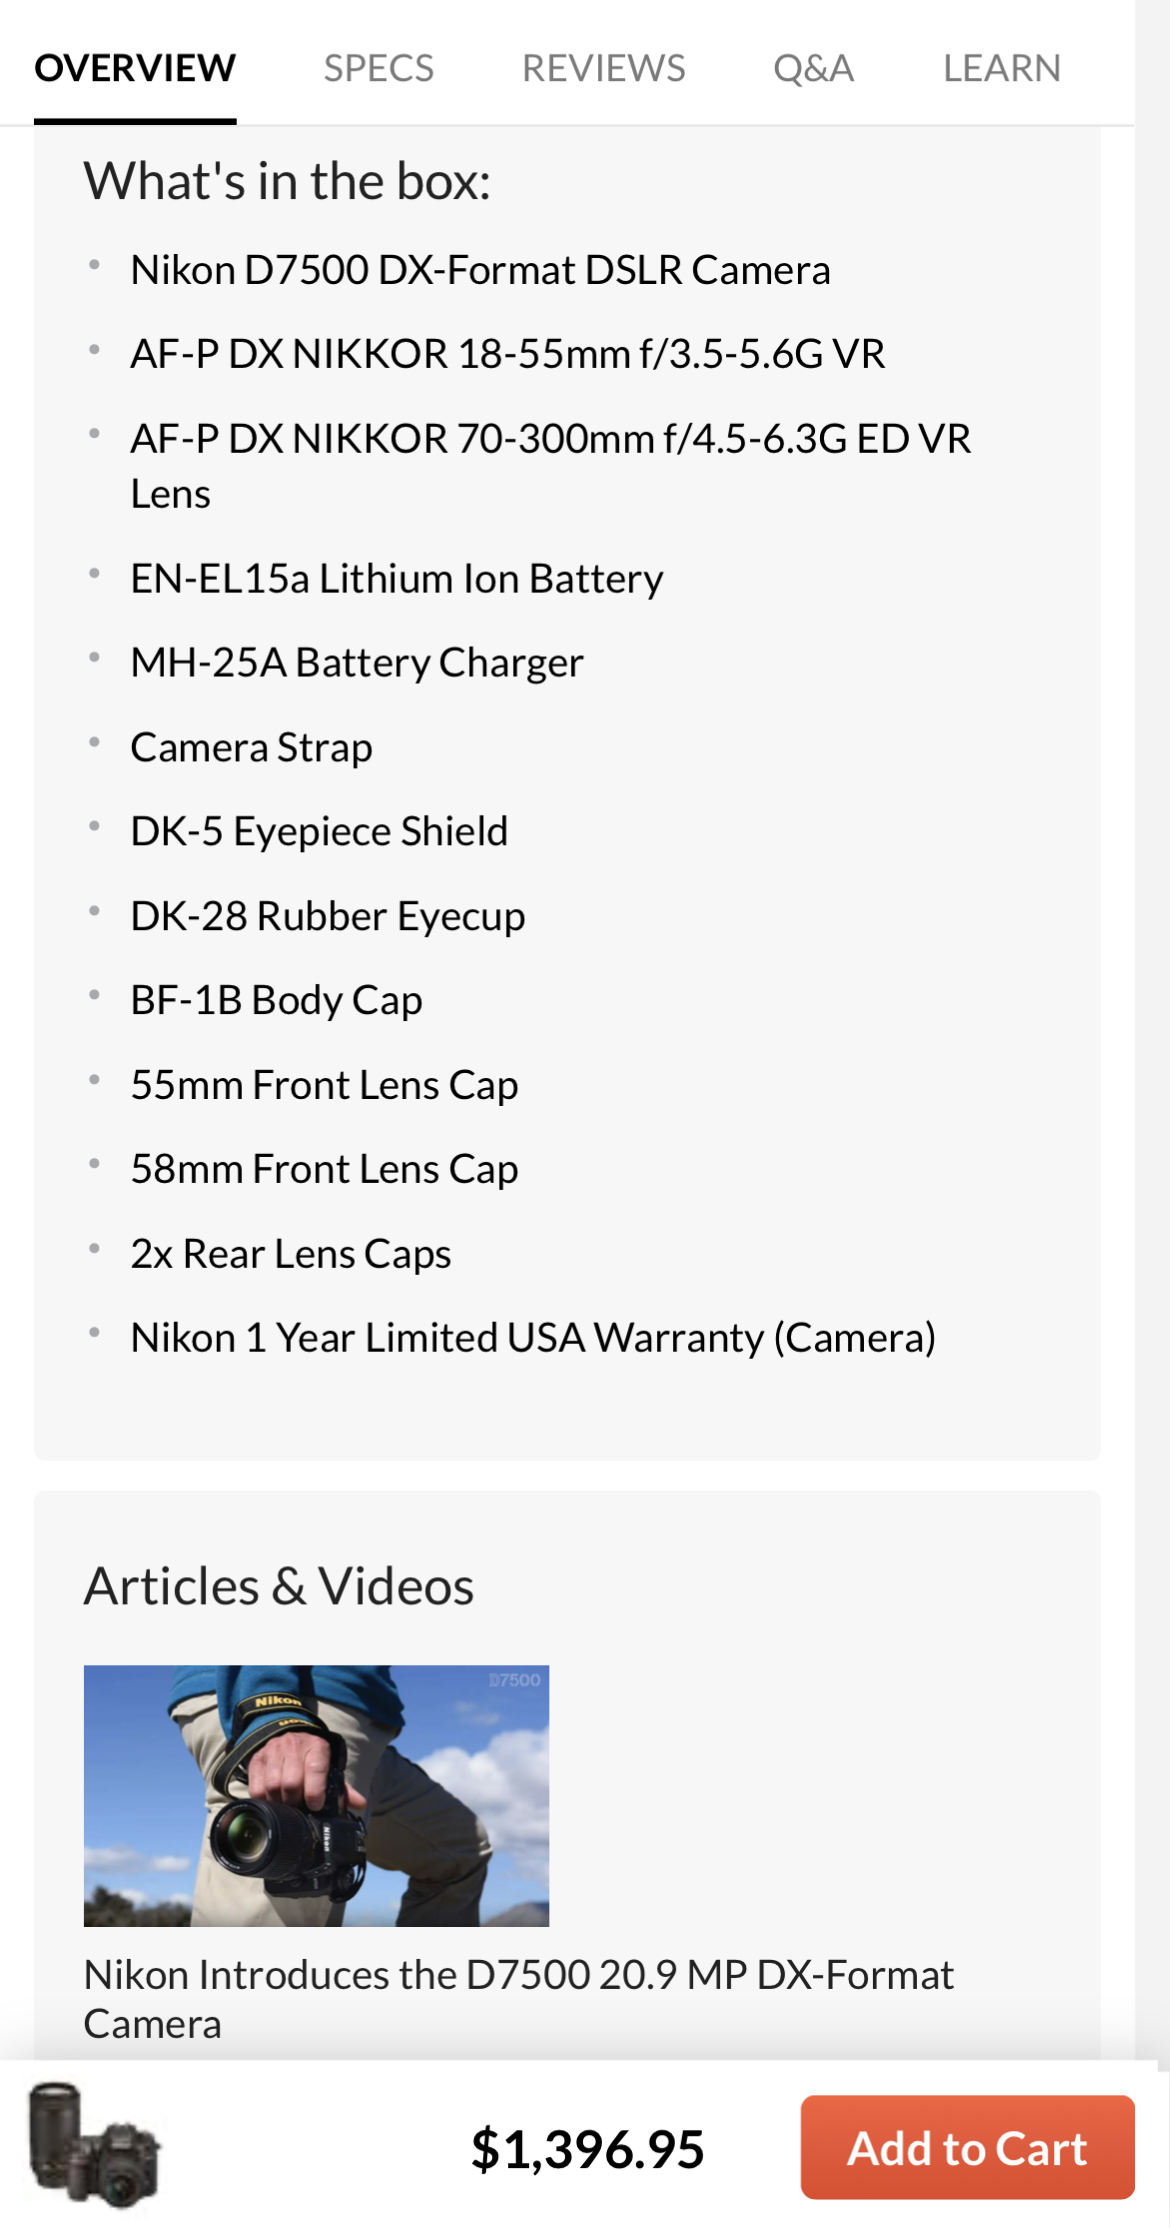 OVERVIEW SPECS REVIEWS Q&A LEARN
What's in the box:
• Nikon D7500 DX-Format DSLR Camera
• AF-P DX NIKKOR 18-55mm f/3.5-5.6G VR
• AF-P DX NIKKOR 70-300mm f/4.5-6.3G ED VR
Lens
• EN-EL15a Lithium Ion Battery
• MH-25A Battery Charger
• Camera Strap
• DK-5 Eyepiece Shield
• DK-28 Rubber Eyecup
• BF-1B Body Cap
• 55mm Front Lens Cap
• 58mm Front Lens Cap
• 2x Rear Lens Caps
• Nikon 1 Year Limited USA Warranty (Camera)
Articles & Videos
D7500
Nikon
Nikon
Nikon Introduces the D7500 20.9 MP DX-Format
Camera
$1,396.95
Add to Cart